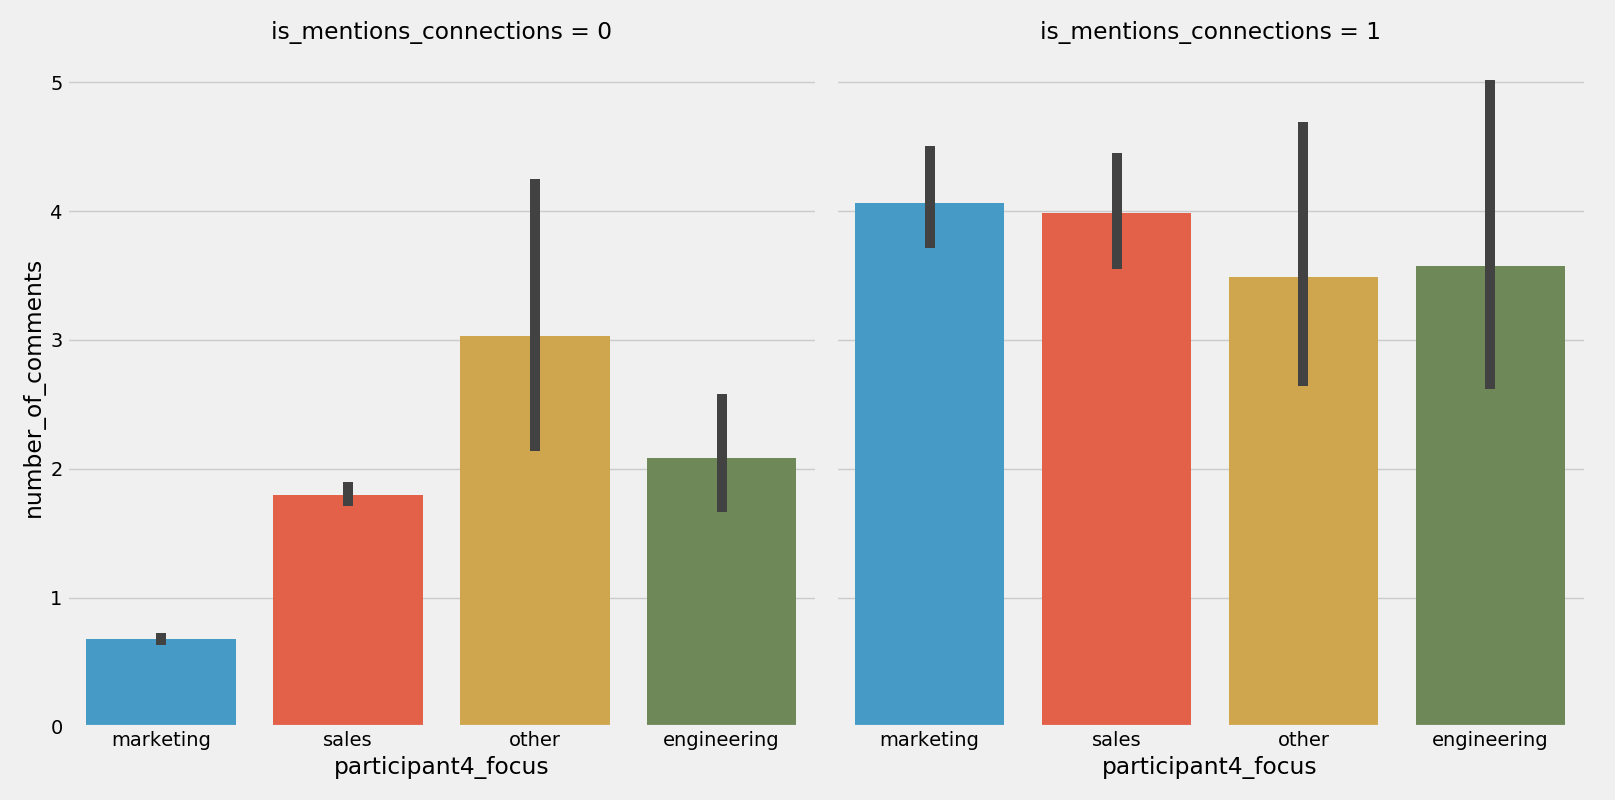 is_mentions_connections = 0
is_mentions_connections = 1
number_of_comments
5
4
3
2
1
0
marketing sales other engineering
marketing sales other engineering
participant4_focus
participant4_focus